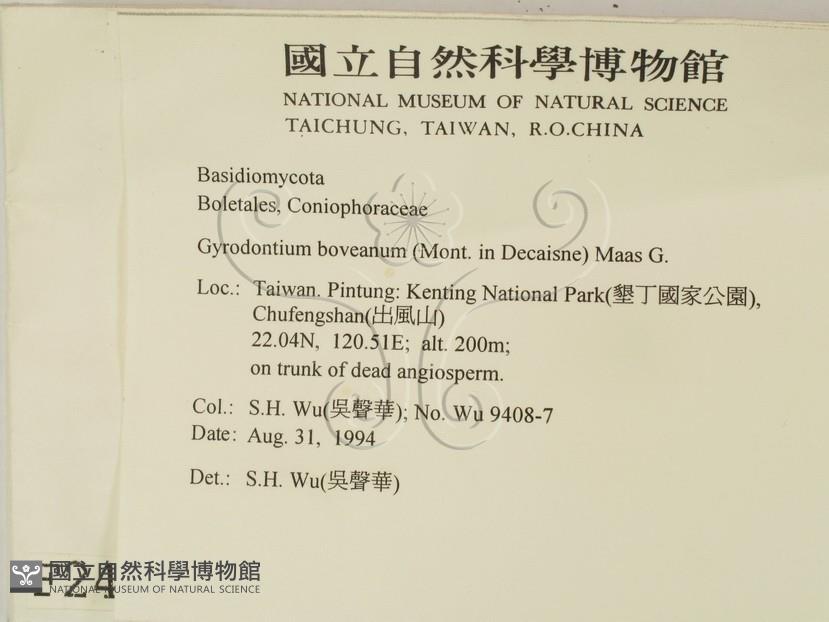 國立自然科學博物館
NATIONAL MUSEUM OF NATURAL SCIENCE
TAICHUNG, TAIWAN, R.O.CHINA
Basidiomycota
Boletales, Coniophoraceae
Gyrodontium boveanum (Mont. in Decaisne) Maas G.
Loc.: Taiwan. Pintung: Kenting National Park(墾丁國家公園),
Chufengshan(出風山)
22.04N, 120.51E; alt. 200m;
on trunk of dead angiosperm.
Col.: S.H. Wu(吳聲華); No. Wu 9408-7
Date: Aug. 31, 1994
Det.: S.H. Wu(吳聲華)
國立自然科學博物館
NATIONAL MUSEUM OF NATURAL SCIENCE